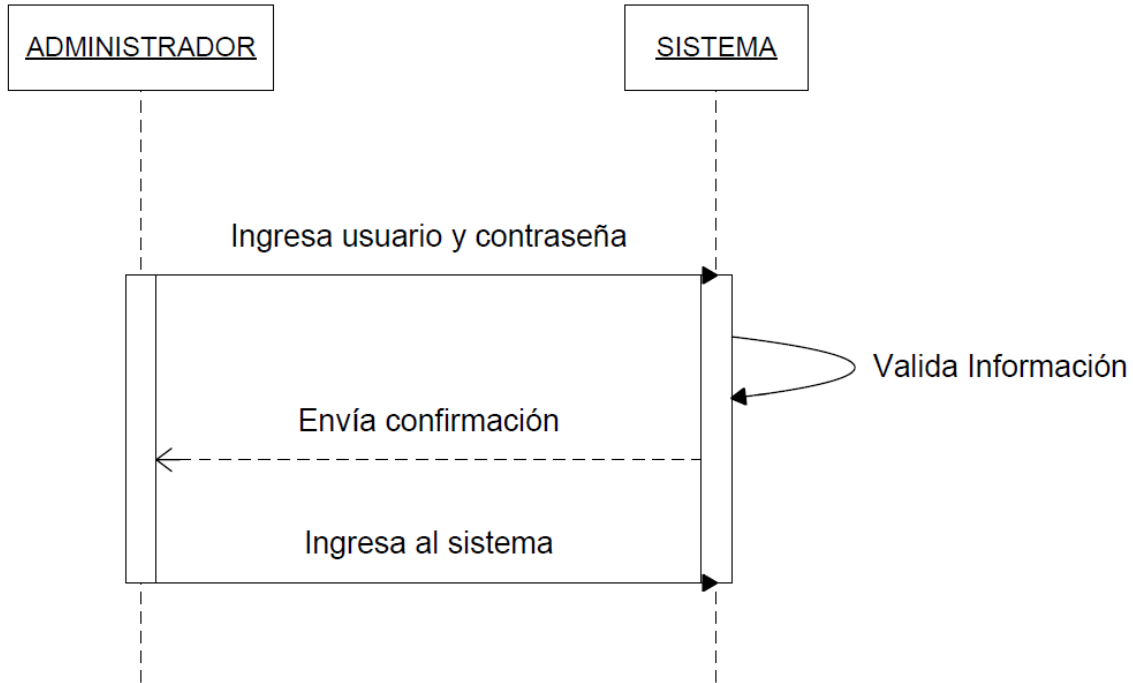 ADMINISTRADOR
SISTEMA
Ingresa usuario y contraseña
Valida Información
Envía confirmación
Ingresa al sistema